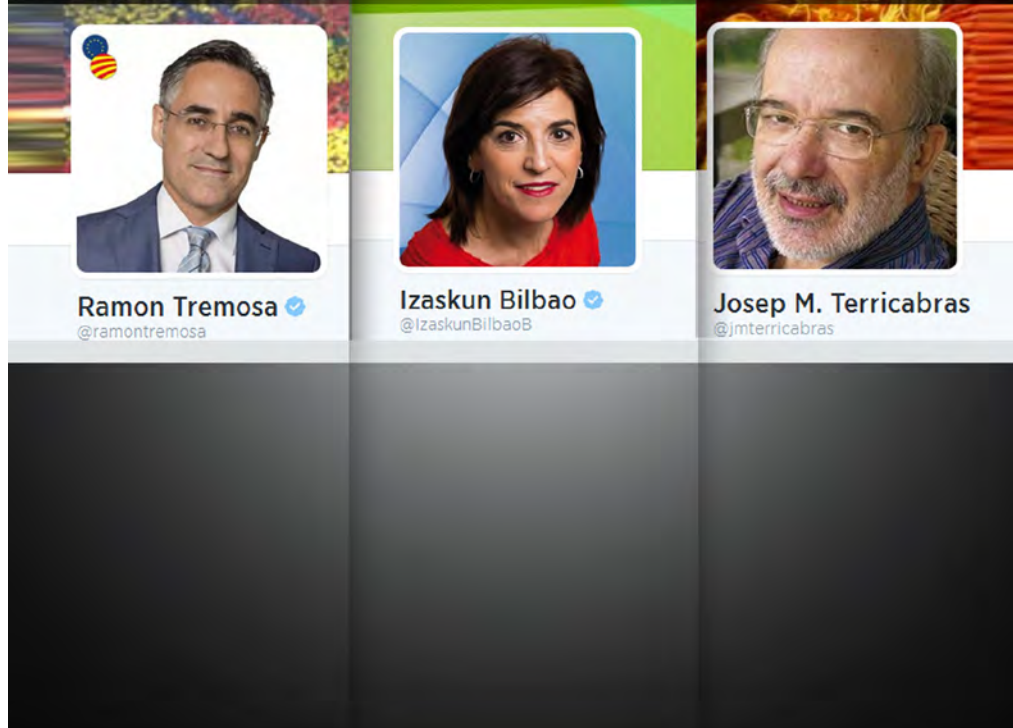 Ramon Tremosa
@ramontremosa
Izaskun Bilbao
@IzaskunBilbaoB
Josep M. Terricabras
@jmterricabras